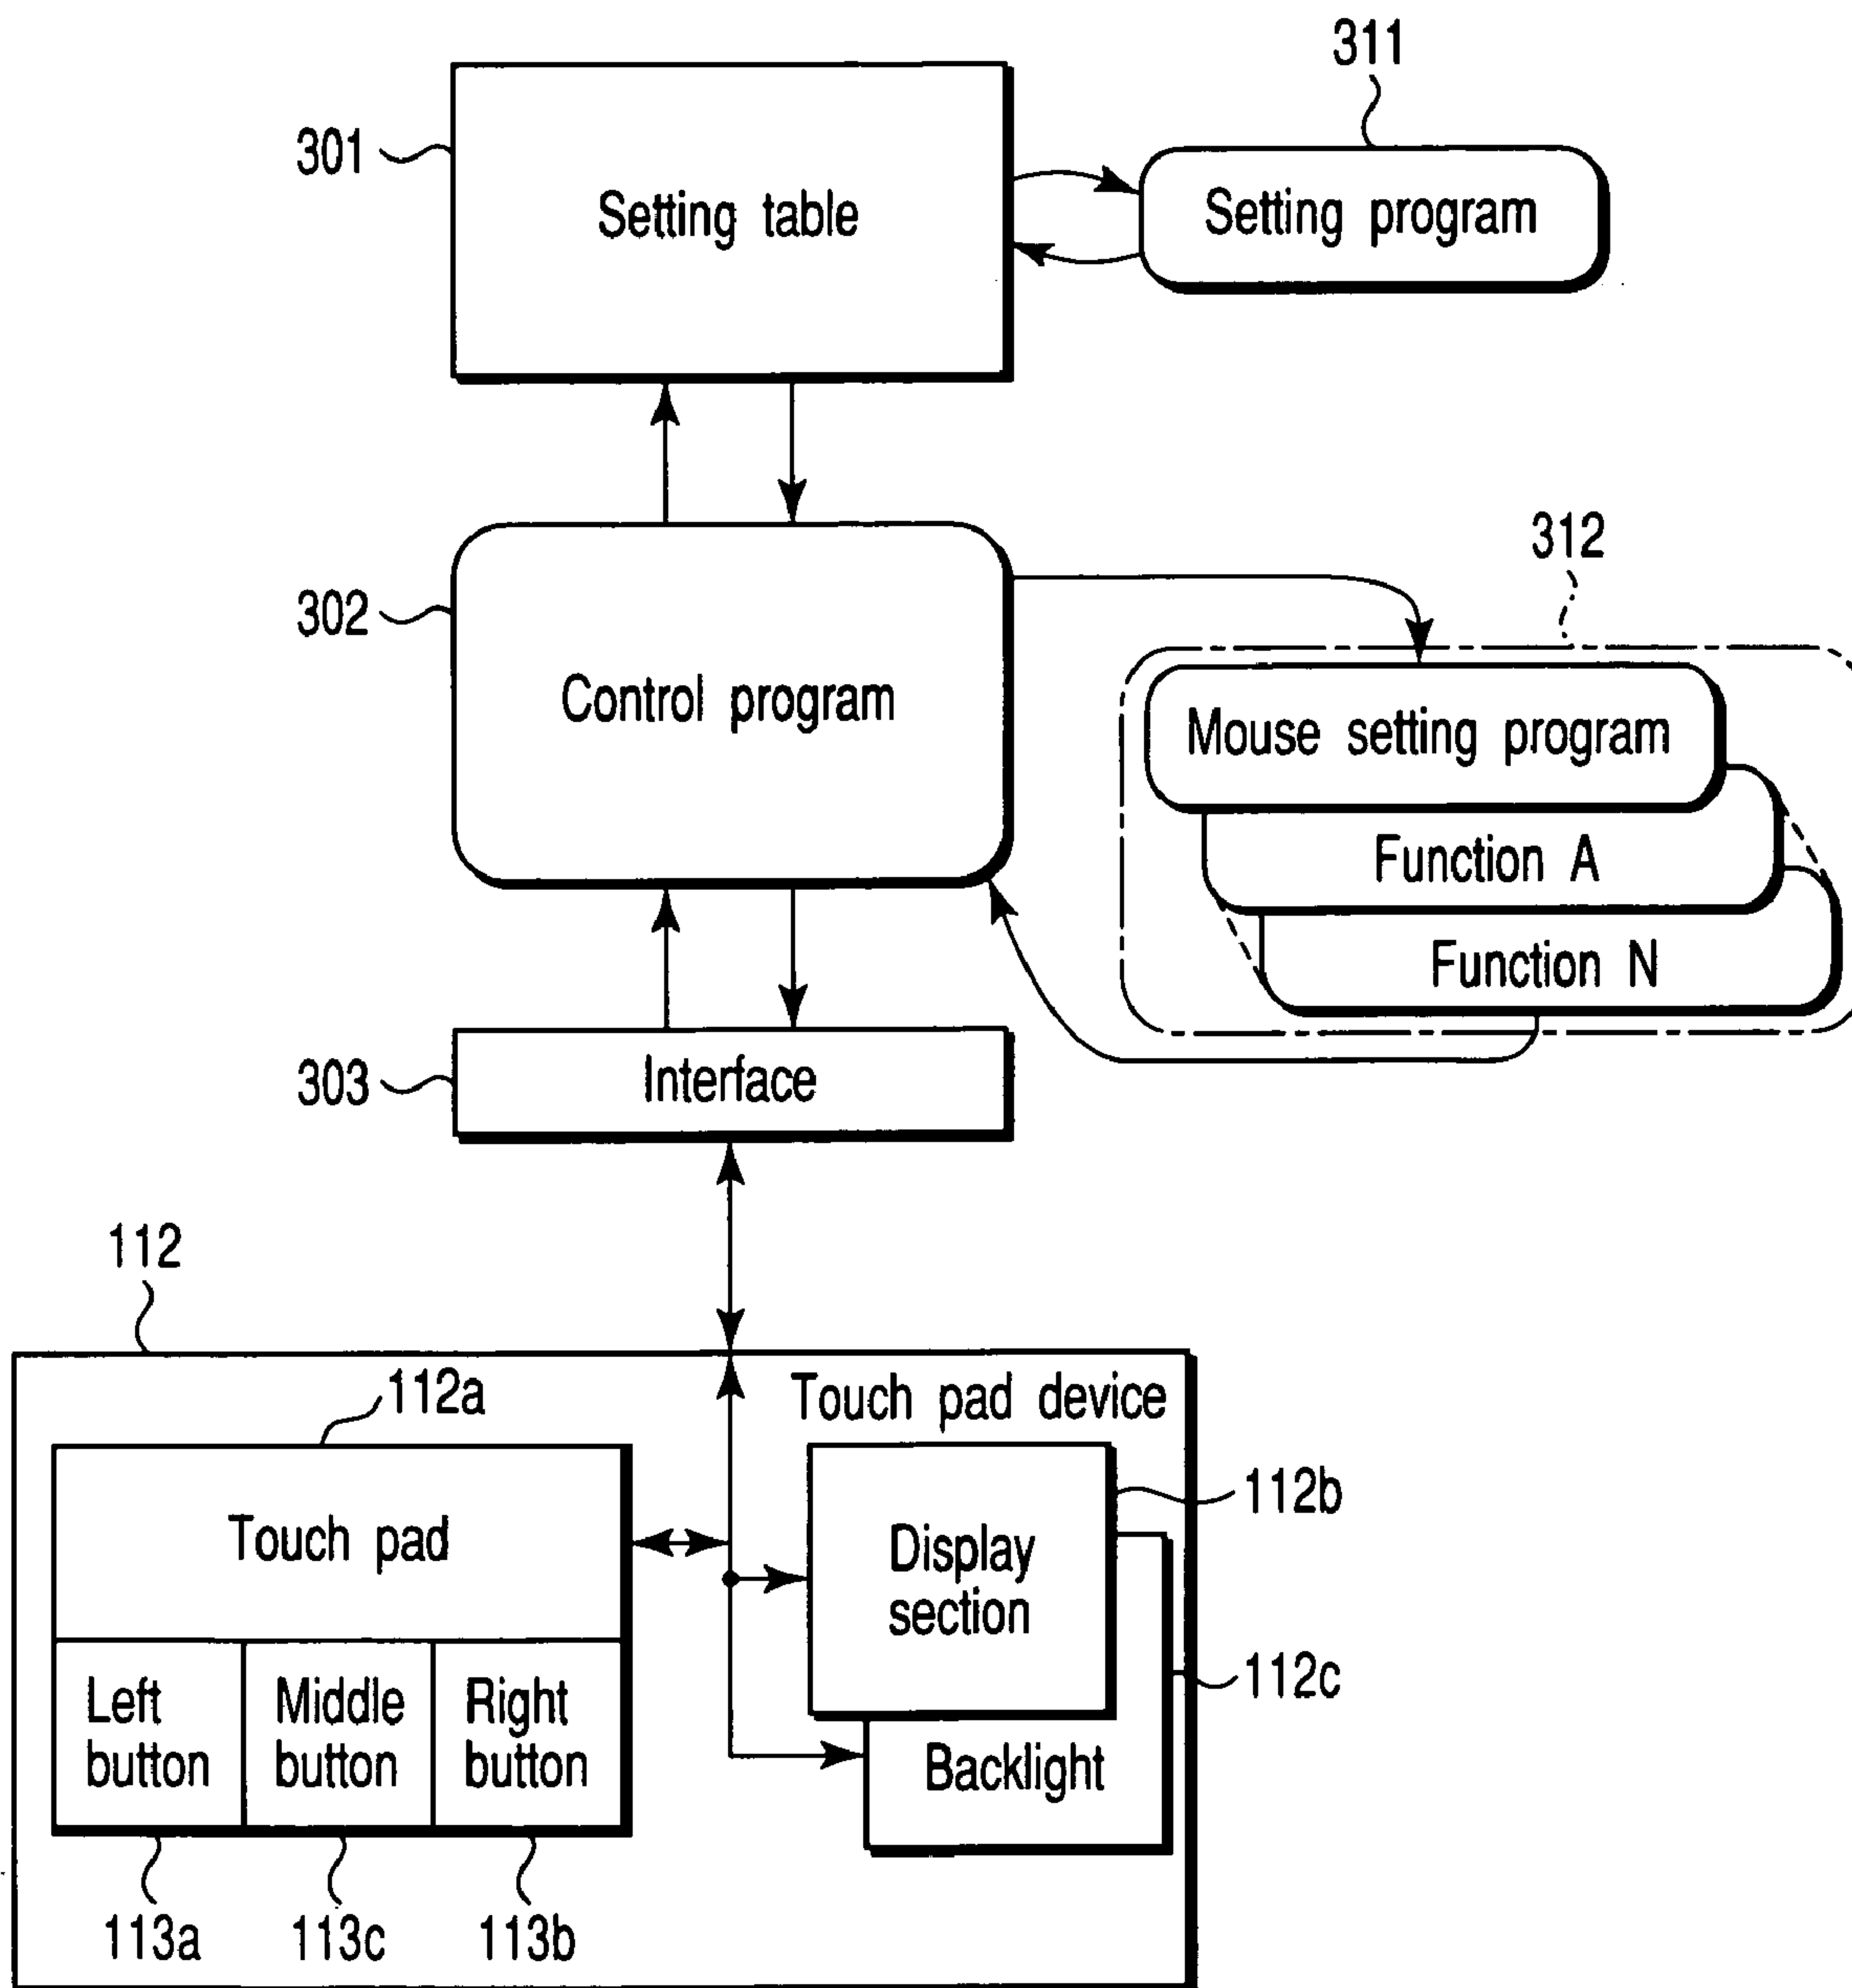 311
301
Setting table
Setting program
312
302
Control program
Mouse setting program
Function A
Function N
303
Interface
112
112a
Touch pad device
112b
Touch pad
Display
section
112c
Left
button
Middle
button
Right
button
Backlight
113a
113c
113b